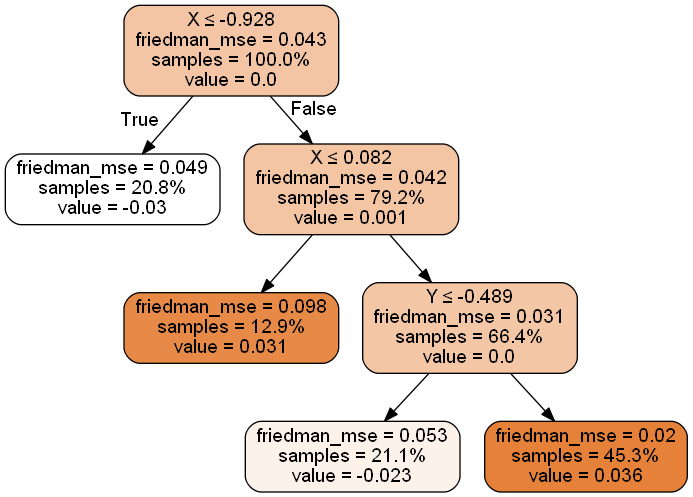 X ≤ -0.928
friedman_mse = 0.043
samples = 100.0%
value = 0.0
True
False
friedman_mse = 0.049
samples = 20.8%
value = -0.03
X ≤ 0.082
friedman_mse = 0.042
samples = 79.2%
value = 0.001
friedman_mse = 0.098
samples = 12.9%
value = 0.031
Y ≤ -0.489
friedman_mse = 0.031
samples = 66.4%
value = 0.0
friedman_mse = 0.053
samples = 21.1%
value = -0.023
friedman_mse = 0.02
samples = 45.3%
value = 0.036